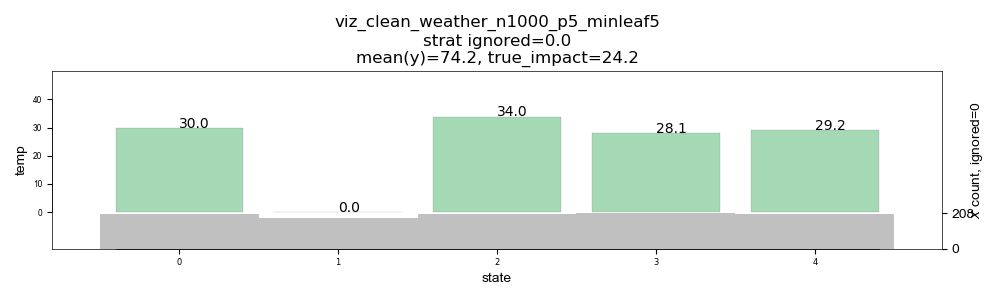 viz_clean_weather_n1000_p5_minleaf5
strat ignored=0.0
mean(y)=74.2, true_impact=24.2
40
30
20
10
0
temp
30.0
0.0
34.0
28.1
29.2
208
0
x count, ignored=0
0 1 2 3 4
state